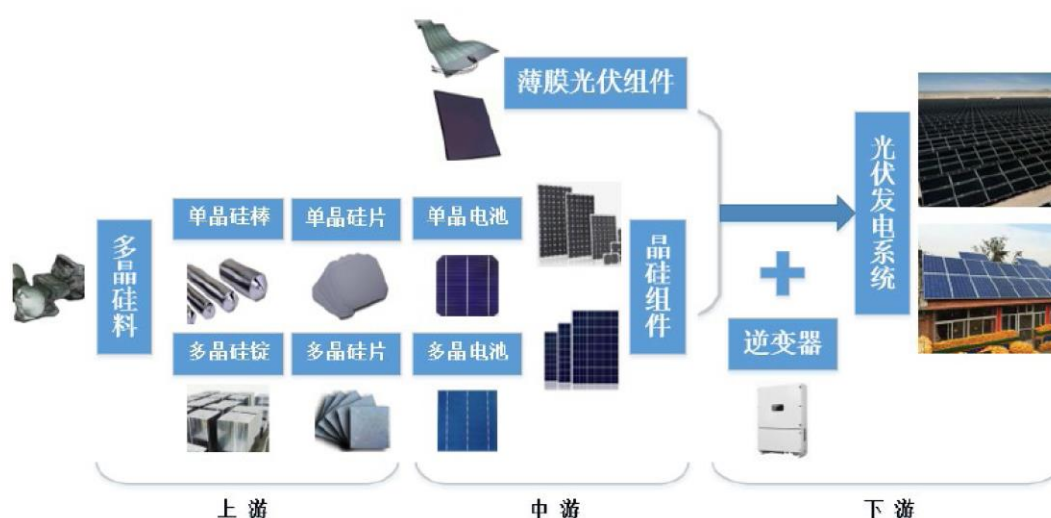 薄膜光伏组件
单晶硅棒
单晶硅片
单晶电池
多晶硅料
晶硅组件
光伏发电系统
多晶硅锭
多晶硅片
多晶电池
逆变器
上游
中游
下游